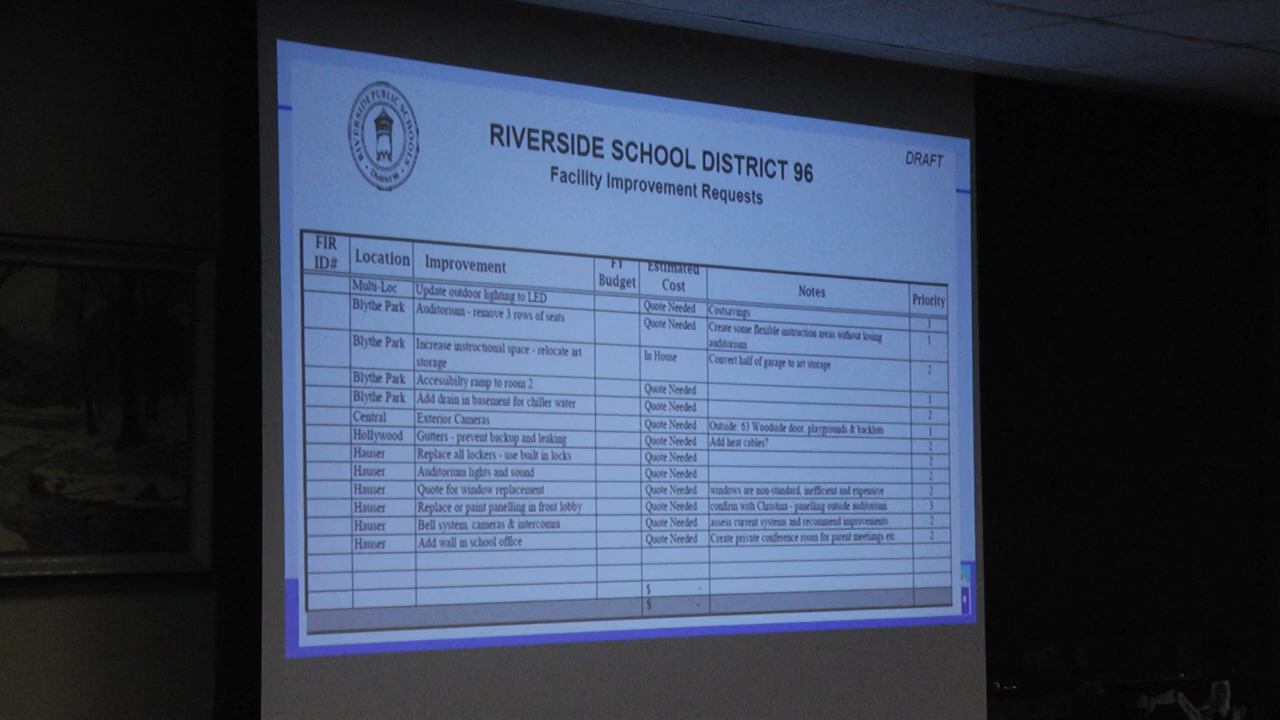 RIVERSIDE PUBLIC SCHOOLS
District 96
RIVERSIDE SCHOOL DISTRICT 96
DRAFT
Facility Improvement Requests
FIR ID# Location Improvement FY Budget Estimated Cost Notes Priority
Multi-Loc Update outdoor lighting to LED Quote Needed Costsavings 3
Blythe Park Auditorium - remove 3 rows of seats Quote Needed Create some flexible instruction areas without losing
auditorium 1
Blythe Park Increase instructional space - relocate art In House Convert half of garage to art storage
storage 2
Blythe Park Accessibilty ramp to room 2 Quote Needed 1
Blythe Park Add drain in basement for chiller water Quote Needed 2
Central Exterior Cameras Quote Needed Outside: 63 Woodside door, playgrounds & backlots 1
Hollywood Gutters - prevent backup and leaking Quote Needed Add heat cables? 2
Hauser Replace all lockers - use built in locks Quote Needed 2
Hauser Auditorium lights and sound Quote Needed 2
Hauser Quote for window replacement Quote Needed windows are non-standard, inefficient and expensive 2
Hauser Replace or paint panelling in front lobby Quote Needed confirm with Christina - panelling outside auditorium 3
Hauser Bell system, cameras & intercomm Quote Needed assess current systems and recommend improvements 2
Hauser Add wall in school office Quote Needed Create private conference room for parent meetings etc 2
$ -
$ -